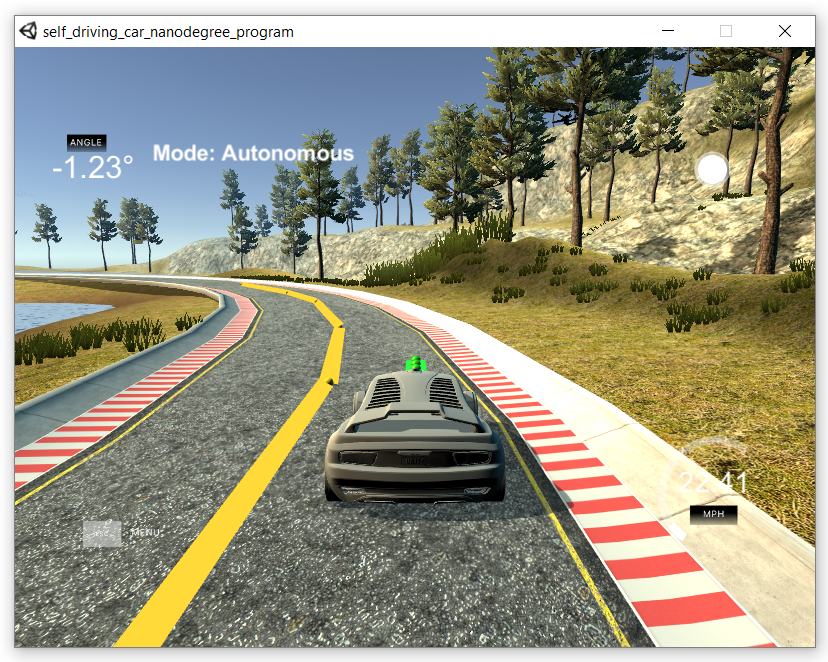 self_driving_car_nanodegree_program
ANGLE
-1.23°
Mode: Autonomous
22.41
MPH
MENU